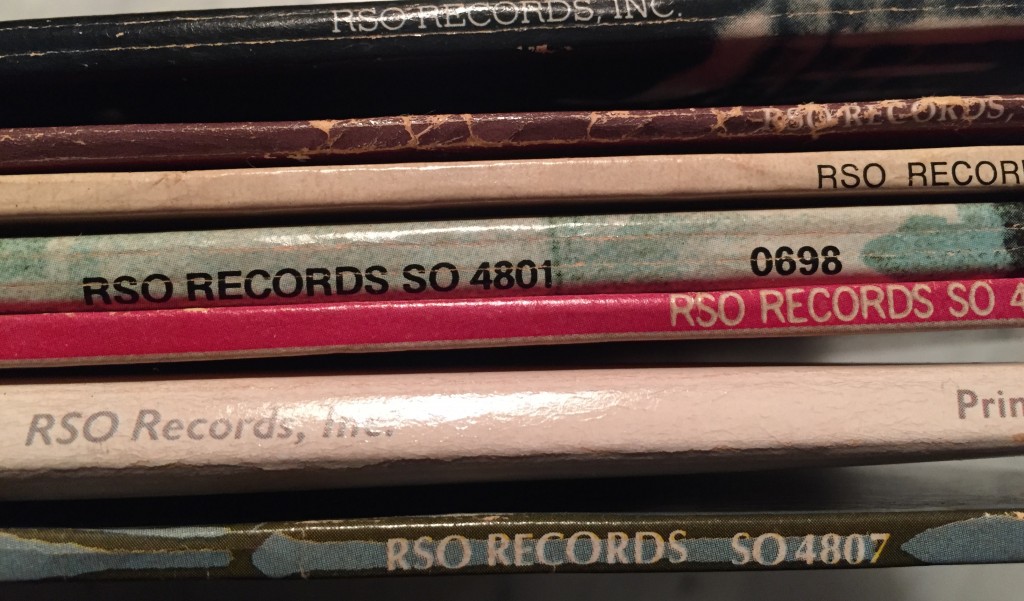 RSO RECORDS, INC.
RSO RECORDS,
RSO RECOR
RSO RECORDS SO 4801 0698
RSO RECORDS SO 4
RSO Records, Inc. Prin
RSO RECORDS SO 4807